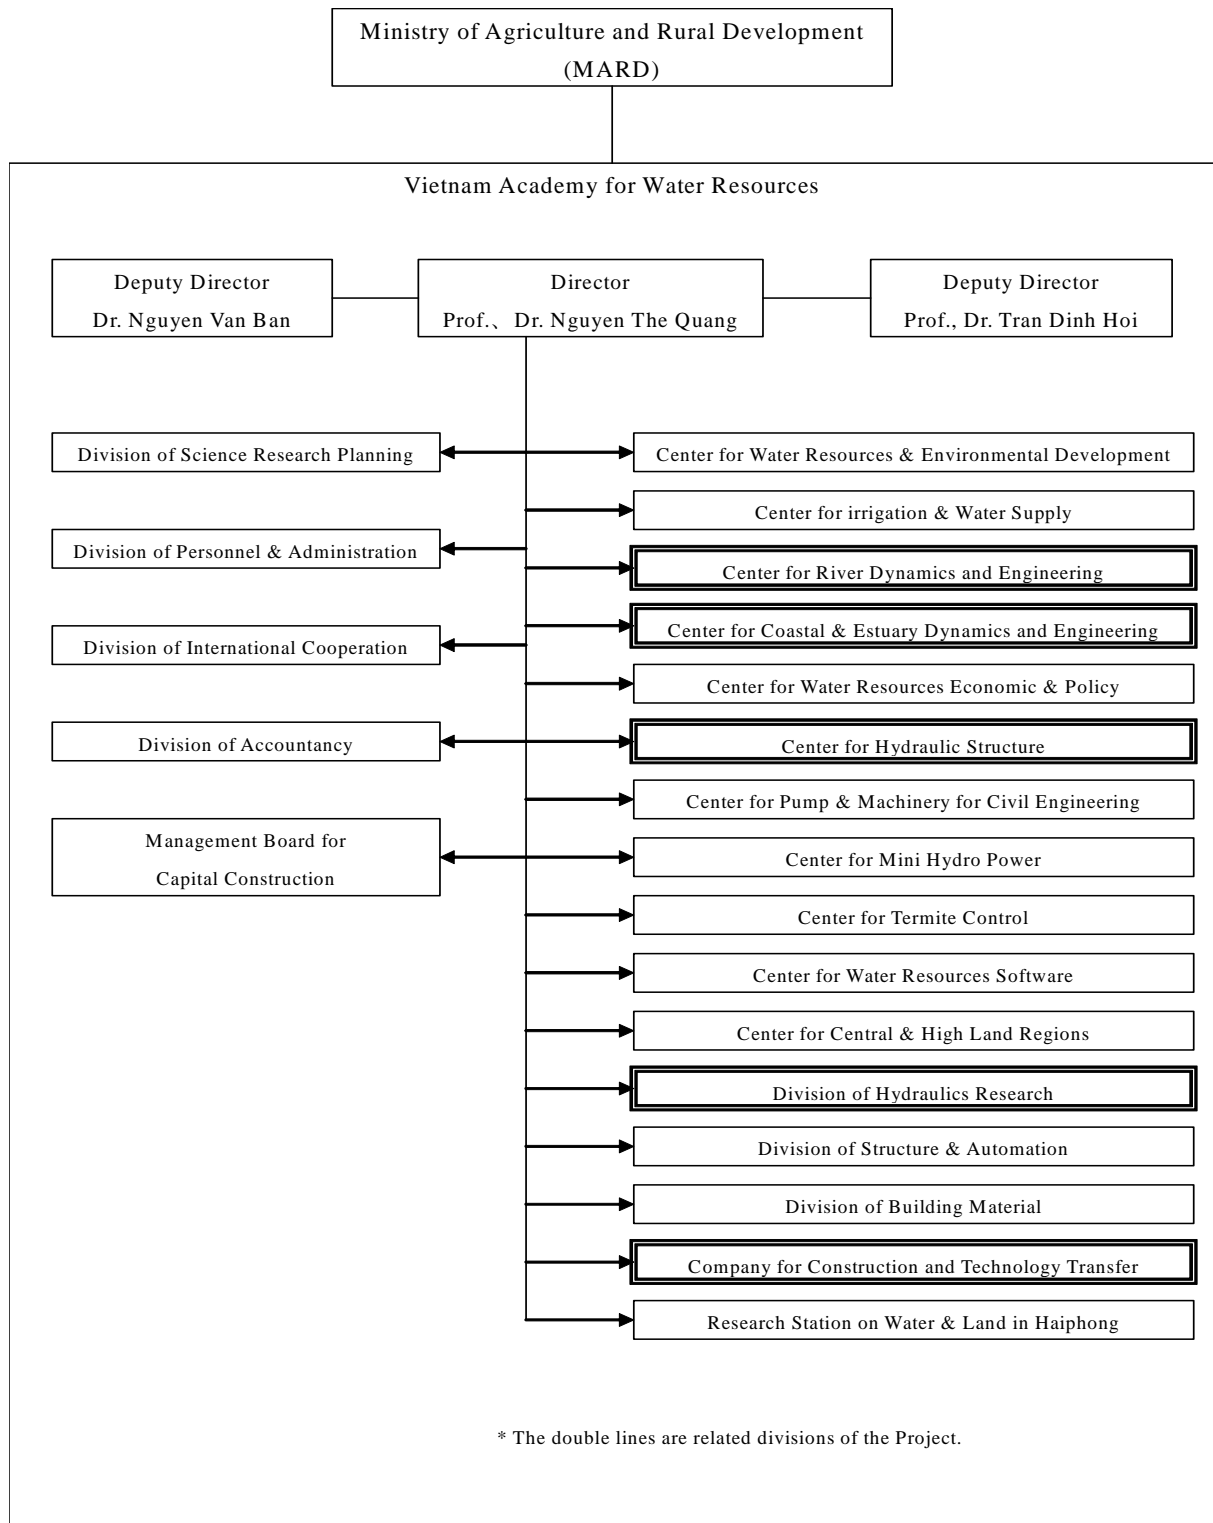 Ministry of Agriculture and Rural Development
(MARD)
Vietnam Academy for Water Resources
Deputy Director
Dr. Nguyen Van Ban
Director
Prof.、Dr. Nguyen The Quang
Deputy Director
Prof., Dr. Tran Dinh Hoi
Division of Science Research Planning
Division of Personnel & Administration
Division of International Cooperation
Division of Accountancy
Management Board for
Capital Construction
Center for Water Resources & Environmental Development
Center for irrigation & Water Supply
Center for River Dynamics and Engineering
Center for Coastal & Estuary Dynamics and Engineering
Center for Water Resources Economic & Policy
Center for Hydraulic Structure
Center for Pump & Machinery for Civil Engineering
Center for Mini Hydro Power
Center for Termite Control
Center for Water Resources Software
Center for Central & High Land Regions
Division of Hydraulics Research
Division of Structure & Automation
Division of Building Material
Company for Construction and Technology Transfer
Research Station on Water & Land in Haiphong
* The double lines are related divisions of the Project.